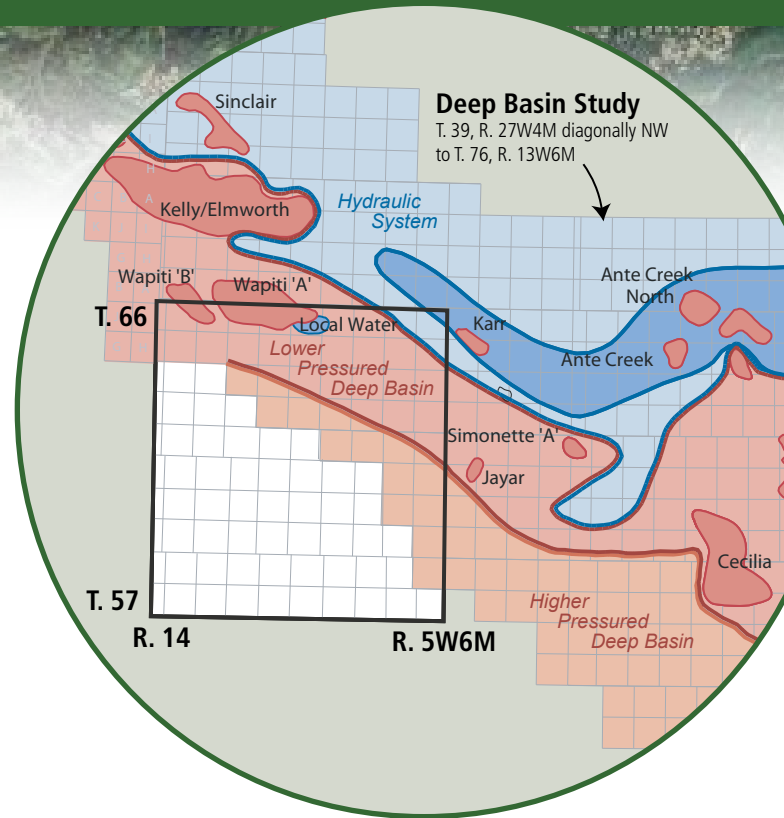 Deep Basin Study
T. 39, R. 27W4M diagonally NW
to T. 76, R. 13W6M
Sinclair
H
A
Kelly/Elmworth
Hydraulic
System
Wapiti 'B'
Wapiti 'A'
Ante Creek
North
T. 66
Local Water
Karr
Lower
Pressured
Deep Basin
Ante Creek
Simonette 'A'
Jayar
Cecilia
T. 57
Higher
Pressured
Deep Basin
R. 14
R. 5W6M